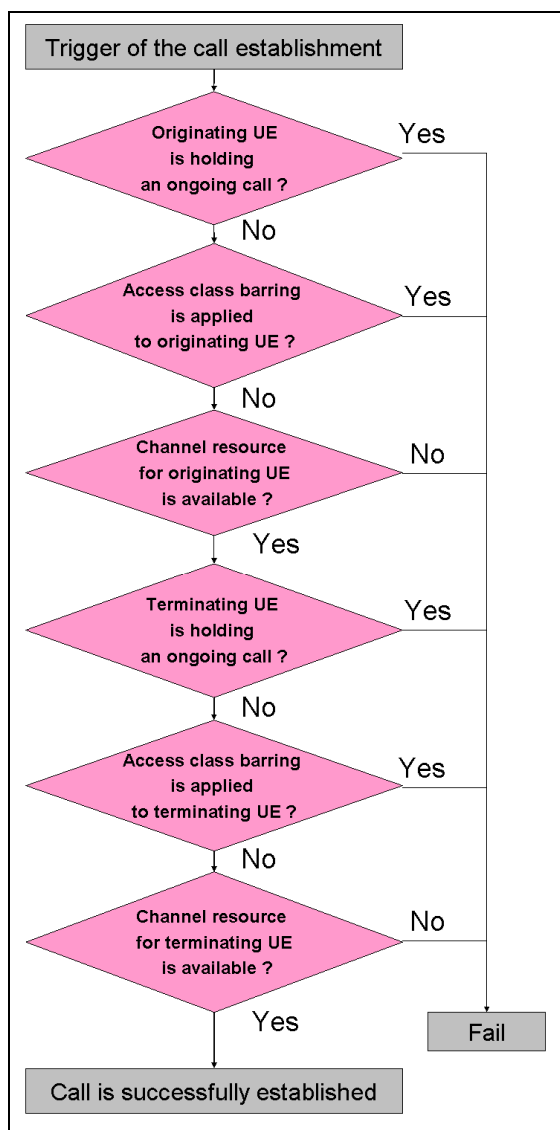 Trigger of the call establishment
Originating UE
is holding
an ongoing call ?
Yes
No
Access class barring
is applied
to originating UE ?
Yes
No
Channel resource
for originating UE
is available ?
No
Yes
Terminating UE
is holding
an ongoing call ?
Yes
No
Access class barring
is applied
to terminating UE ?
Yes
No
Channel resource
for terminating UE
is available ?
No
Yes
Fail
Call is successfully established